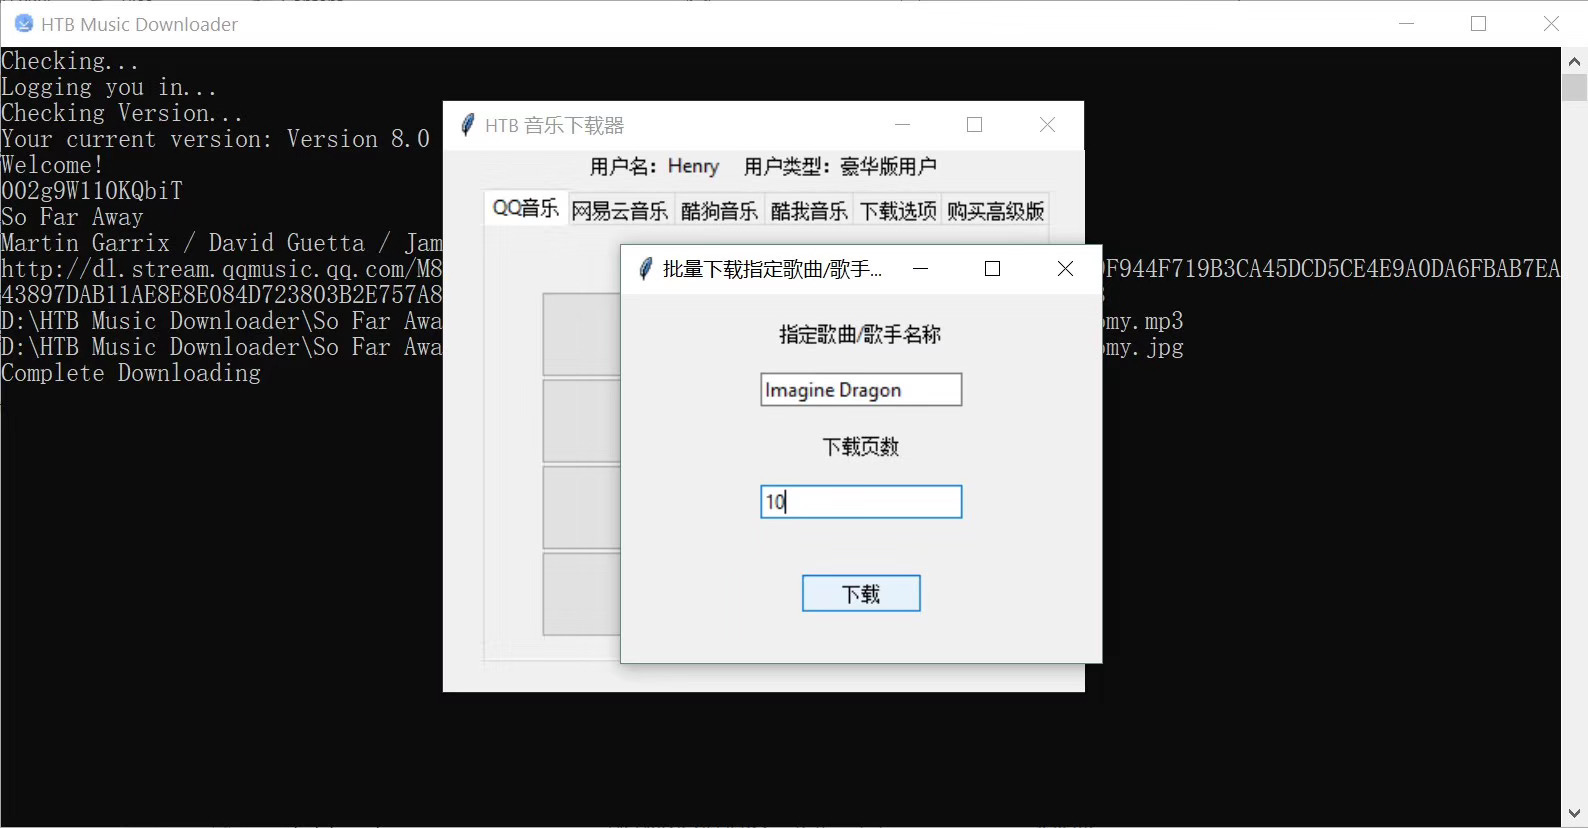 HTB Music Downloader
Checking...
Logging you in...
Checking Version...
Your current version: Version 8.0
Welcome!
002g9W110KQbiT
So Far Away
Martin Garrix / David Guetta / Jam
http://dl.stream.qqmusic.qq.com/M8
F944F719B3CA45DCD5CE4E9A0DA6FBAB7EA
43897DAB11AE8E8E084D723803B2E757A8
D:\HTB Music Downloader\So Far Awa
my.mp3
D:\HTB Music Downloader\So Far Awa
my.jpg
Complete Downloading
HTB 音乐下载器
用户名：Henry 用户类型：豪华版用户
QQ音乐 网易云音乐 酷狗音乐 酷我音乐 下载选项 购买高级版
批量下载指定歌曲/歌手...
指定歌曲/歌手名称
Imagine Dragon
下载页数
10
下载